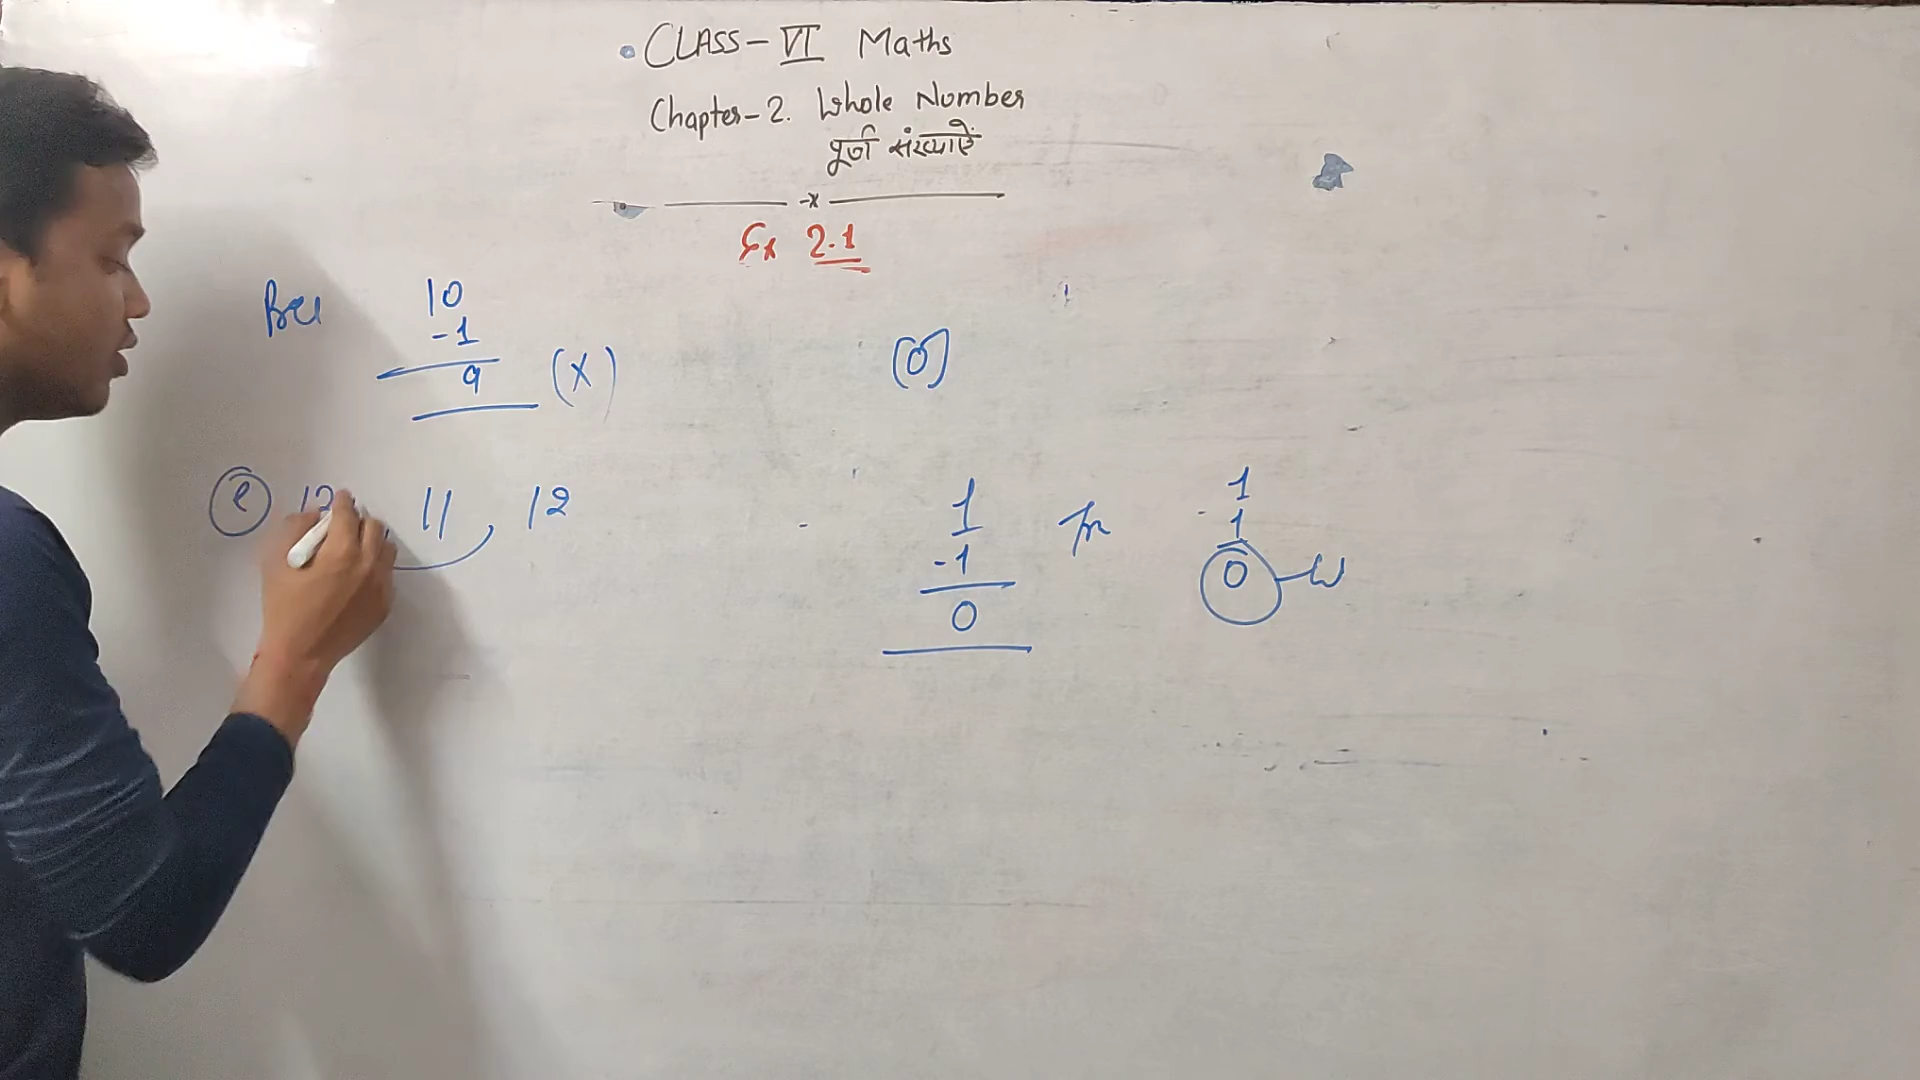 CLASS - VI Maths
Chapter - 2. Whole Number
पूर्ण संख्याएँ
-x
Ex 2.1
10
-1
9 (x)
(0)
11, 12
1
-1
0
1
1
0 - W